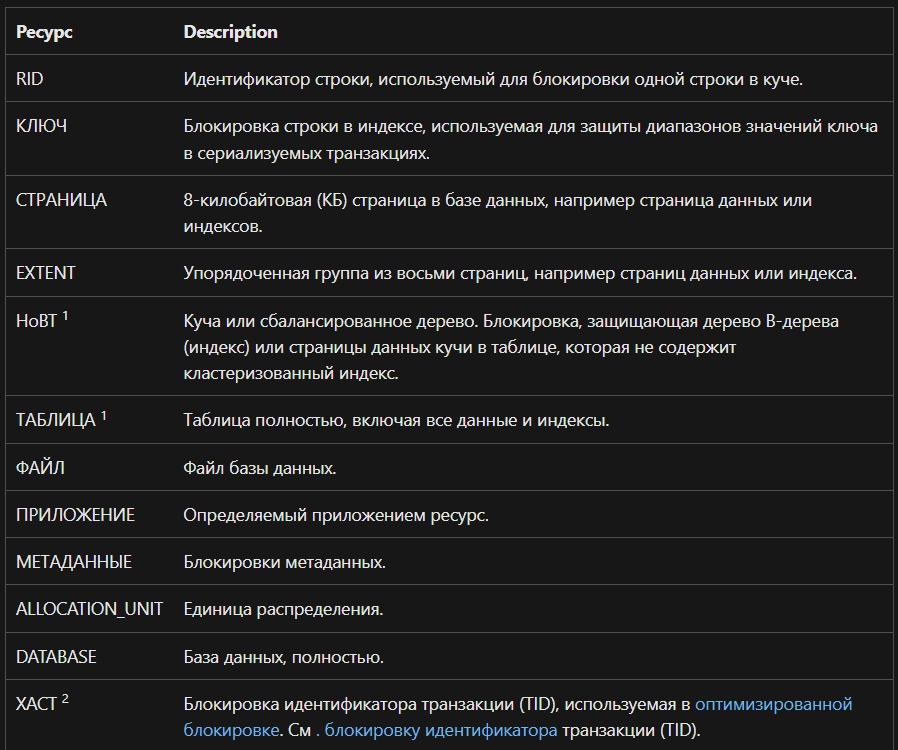 Ресурс Description
RID Идентификатор строки, используемый для блокировки одной строки в куче.
КЛЮЧ Блокировка строки в индексе, используемая для защиты диапазонов значений ключа
в сериализуемых транзакциях.
СТРАНИЦА 8-килобайтовая (КБ) страница в базе данных, например страница данных или
индексов.
EXTENT Упорядоченная группа из восьми страниц, например страниц данных или индекса.
HoBT 1 Куча или сбалансированное дерево. Блокировка, защищающая дерево B-дерева
(индекс) или страницы данных кучи в таблице, которая не содержит
кластеризованный индекс.
ТАБЛИЦА 1 Таблица полностью, включая все данные и индексы.
ФАЙЛ Файл базы данных.
ПРИЛОЖЕНИЕ Определяемый приложением ресурс.
МЕТАДАННЫЕ Блокировки метаданных.
ALLOCATION_UNIT Единица распределения.
DATABASE База данных, полностью.
ХАСТ 2 Блокировка идентификатора транзакции (TID), используемая в оптимизированной
блокировке. См . блокировку идентификатора транзакции (TID).